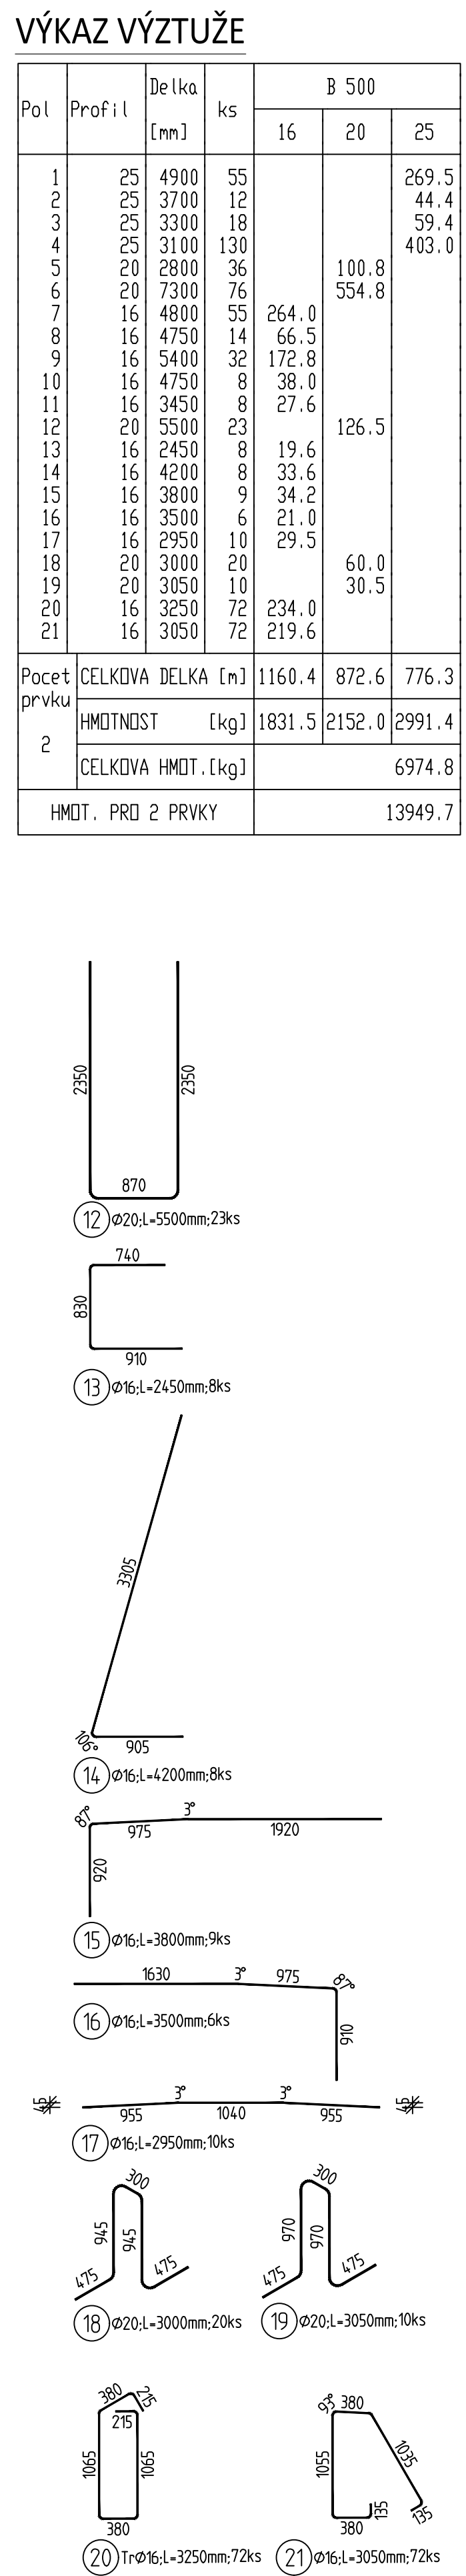 VÝKAZ VÝZTUŽE
Pol Profil Delka [mm] ks B 500
16 20 25
1 25 4900 55 269.5
2 25 3700 12 44.4
3 25 3300 18 59.4
4 25 3100 130 403.0
5 20 2800 36 100.8
6 20 7300 76 554.8
7 16 4800 55 264.0
8 16 4750 14 66.5
9 16 5400 32 172.8
10 16 4750 8 38.0
11 16 3450 8 27.6
12 20 5500 23 126.5
13 16 2450 8 19.6
14 16 4200 8 33.6
15 16 3800 9 34.2
16 16 3500 6 21.0
17 16 2950 10 29.5
18 20 3000 20 60.0
19 20 3050 10 30.5
20 16 3250 72 234.0
21 16 3050 72 219.6
Pocet prvku 2
CELKOVA DELKA [m] 1160.4 872.6 776.3
HMOTNOST [kg] 1831.5 2152.0 2991.4
CELKOVA HMOT.[kg] 6974.8
HMOT. PRO 2 PRVKY 13949.7
2350 2350
870
12 Ø20;L=5500mm;23ks
740
830
910
13 Ø16;L=2450mm;8ks
3305
106° 905
14 Ø16;L=4200mm;8ks
87° 975 3° 1920
920
15 Ø16;L=3800mm;9ks
1630 3° 975 87°
910
16 Ø16;L=3500mm;6ks
45 3° 3° 45
955 1040 955
17 Ø16;L=2950mm;10ks
300
945 945
475 475
18 Ø20;L=3000mm;20ks
300
970 970
475 475
19 Ø20;L=3050mm;10ks
380 215
215
1065 1065
380
20 TrØ16;L=3250mm;72ks
93° 380
1055 1035
135 135
380
21 Ø16;L=3050mm;72ks